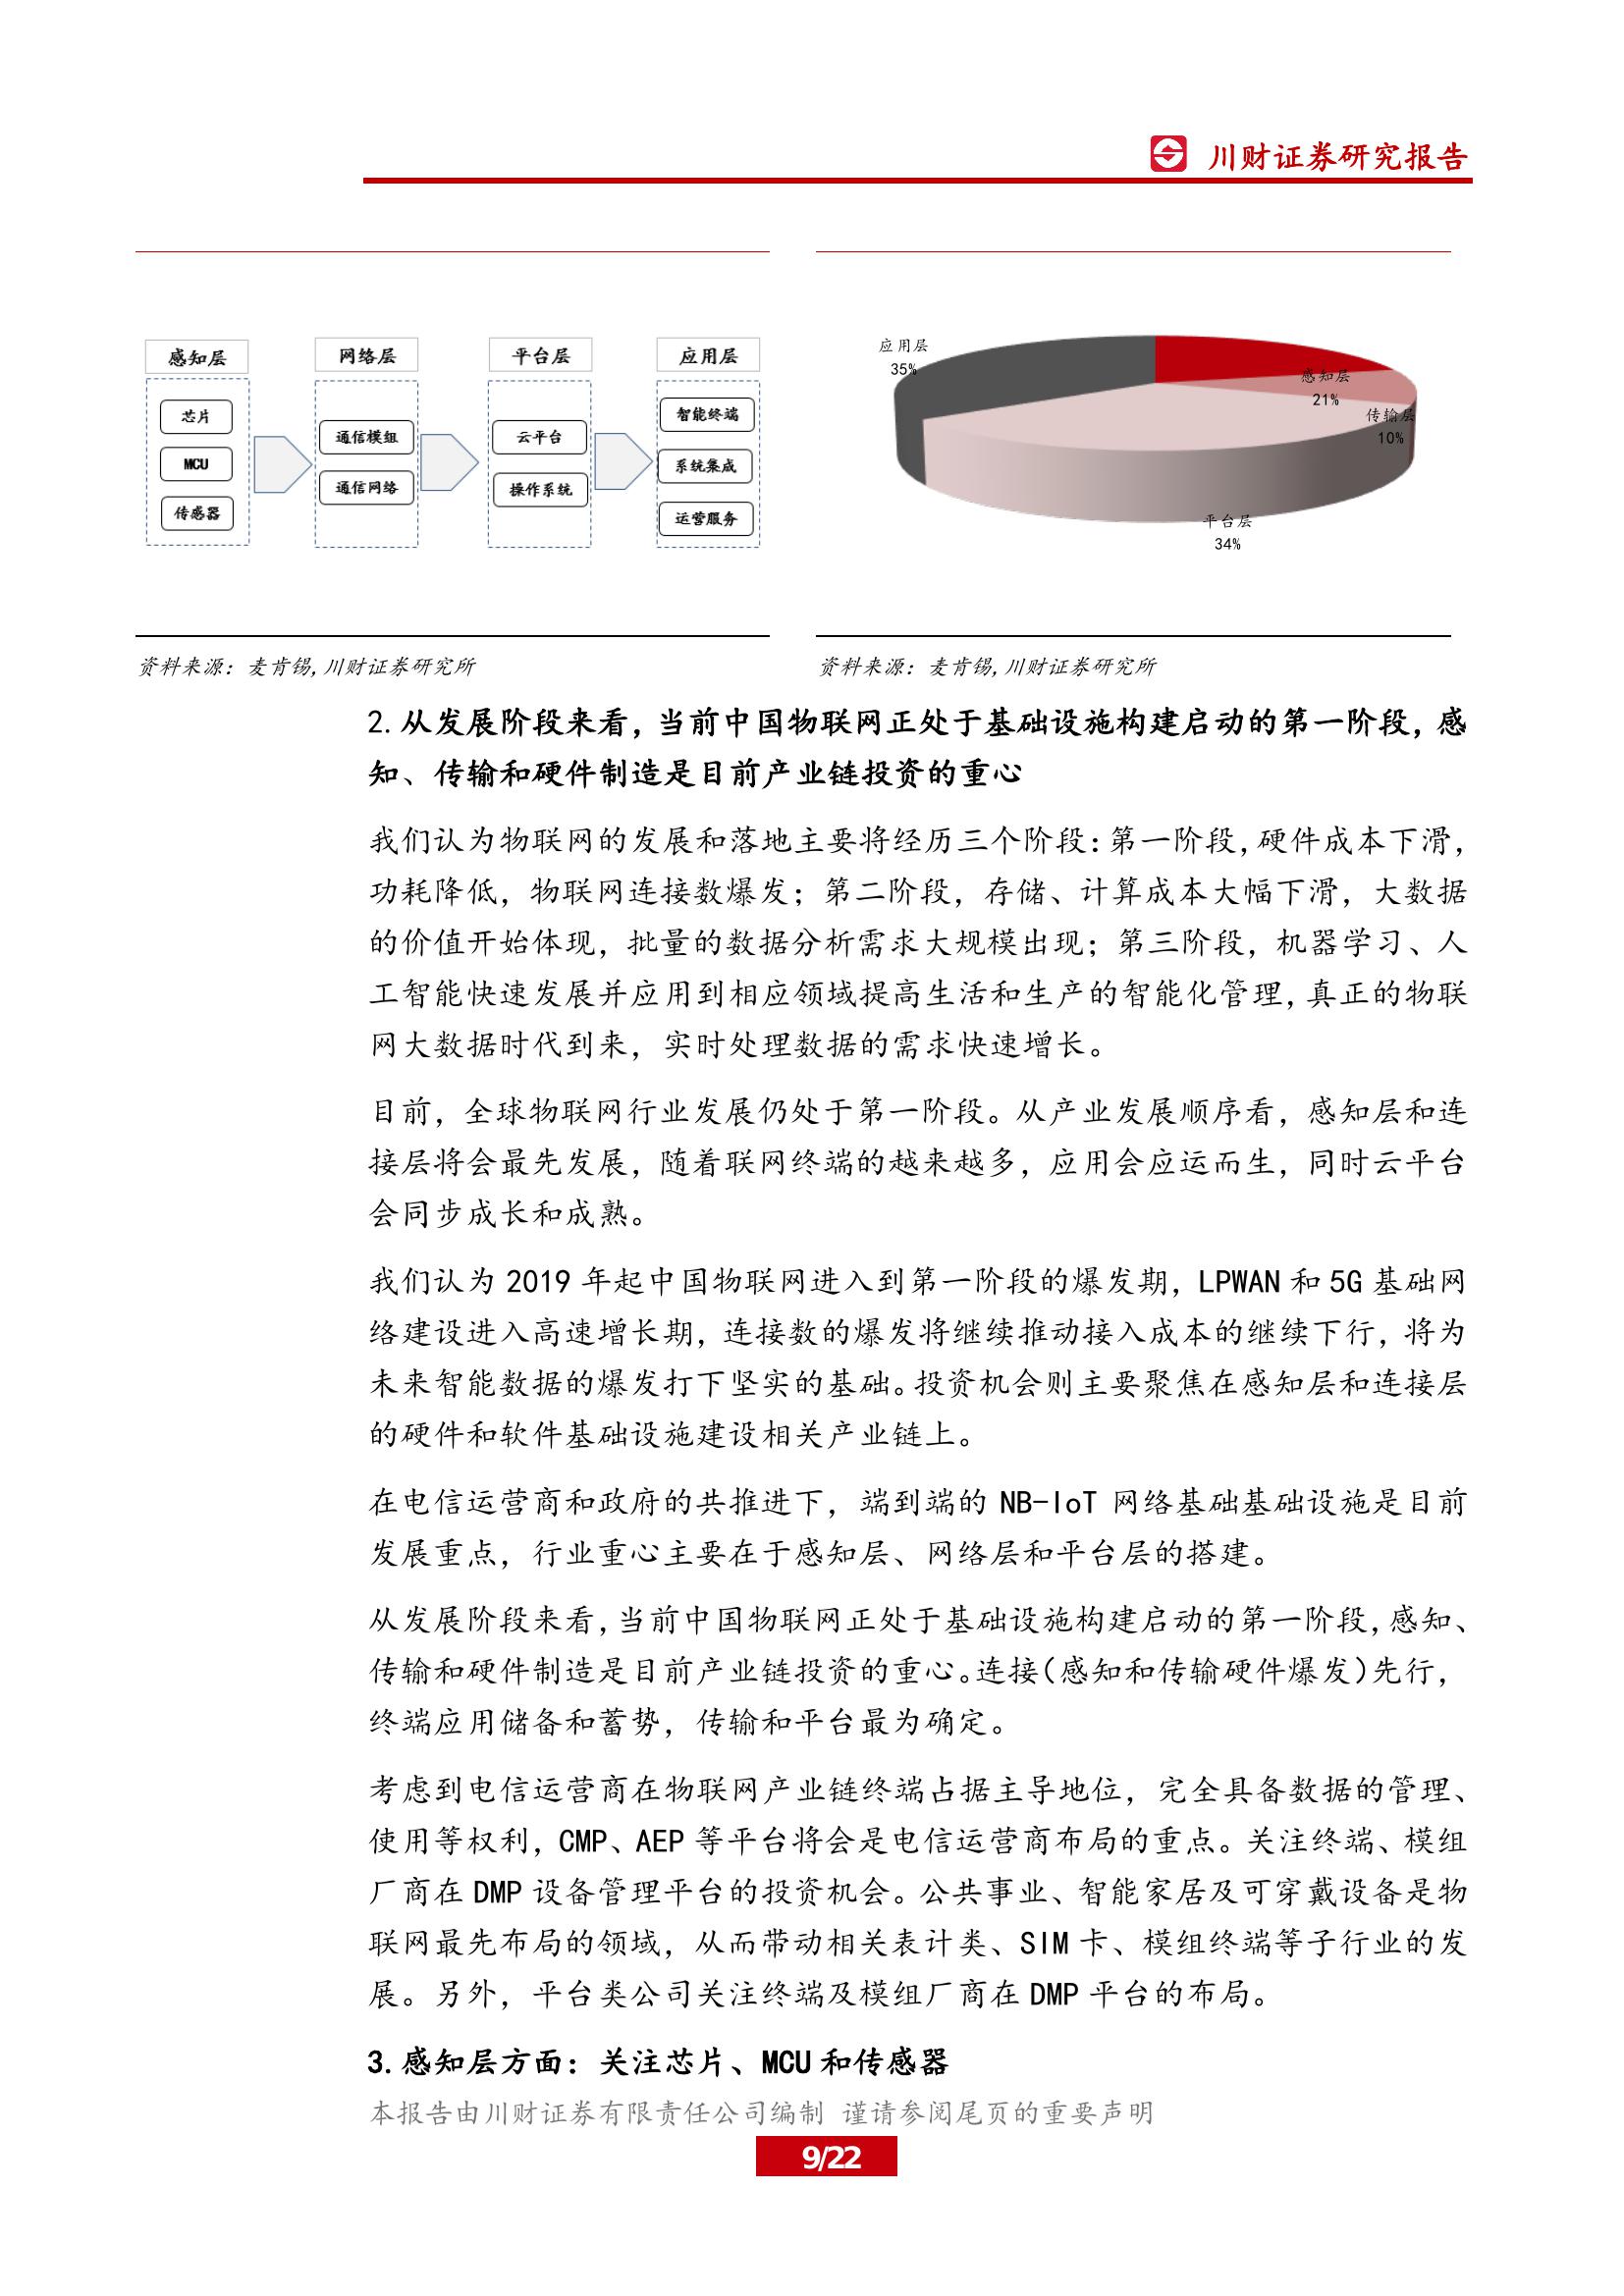 川财证券研究报告
感知层
芯片
MCU
传感器
网络层
通信模组
通信网络
平台层
云平台
操作系统
应用层
智能终端
系统集成
运营服务
应用层
35%
感知层
21%
传输层
10%
平台层
34%
资料来源：麦肯锡,川财证券研究所
资料来源：麦肯锡,川财证券研究所
2.从发展阶段来看，当前中国物联网正处于基础设施构建启动的第一阶段，感
知、传输和硬件制造是目前产业链投资的重心
我们认为物联网的发展和落地主要将经历三个阶段：第一阶段，硬件成本下滑，
功耗降低，物联网连接数爆发；第二阶段，存储、计算成本大幅下滑，大数据
的价值开始体现，批量的数据分析需求大规模出现；第三阶段，机器学习、人
工智能快速发展并应用到相应领域提高生活和生产的智能化管理，真正的物联
网大数据时代到来，实时处理数据的需求快速增长。
目前，全球物联网行业发展仍处于第一阶段。从产业发展顺序看，感知层和连
接层将会最先发展，随着联网终端的越来越多，应用会应运而生，同时云平台
会同步成长和成熟。
我们认为 2019 年起中国物联网进入到第一阶段的爆发期，LPWAN 和 5G 基础网
络建设进入高速增长期，连接数的爆发将继续推动接入成本的继续下行，将为
未来智能数据的爆发打下坚实的基础。投资机会则主要聚焦在感知层和连接层
的硬件和软件基础设施建设相关产业链上。
在电信运营商和政府的共推进下，端到端的 NB-IoT 网络基础基础设施是目前
发展重点，行业重心主要在于感知层、网络层和平台层的搭建。
从发展阶段来看，当前中国物联网正处于基础设施构建启动的第一阶段，感知、
传输和硬件制造是目前产业链投资的重心。连接（感知和传输硬件爆发）先行，
终端应用储备和蓄势，传输和平台最为确定。
考虑到电信运营商在物联网产业链终端占据主导地位，完全具备数据的管理、
使用等权利，CMP、AEP 等平台将会是电信运营商布局的重点。关注终端、模组
厂商在 DMP 设备管理平台的投资机会。公共事业、智能家居及可穿戴设备是物
联网最先布局的领域，从而带动相关表计类、SIM 卡、模组终端等子行业的发
展。另外，平台类公司关注终端及模组厂商在 DMP 平台的布局。
3.感知层方面：关注芯片、MCU 和传感器
本报告由川财证券有限责任公司编制 谨请参阅尾页的重要声明
9/22